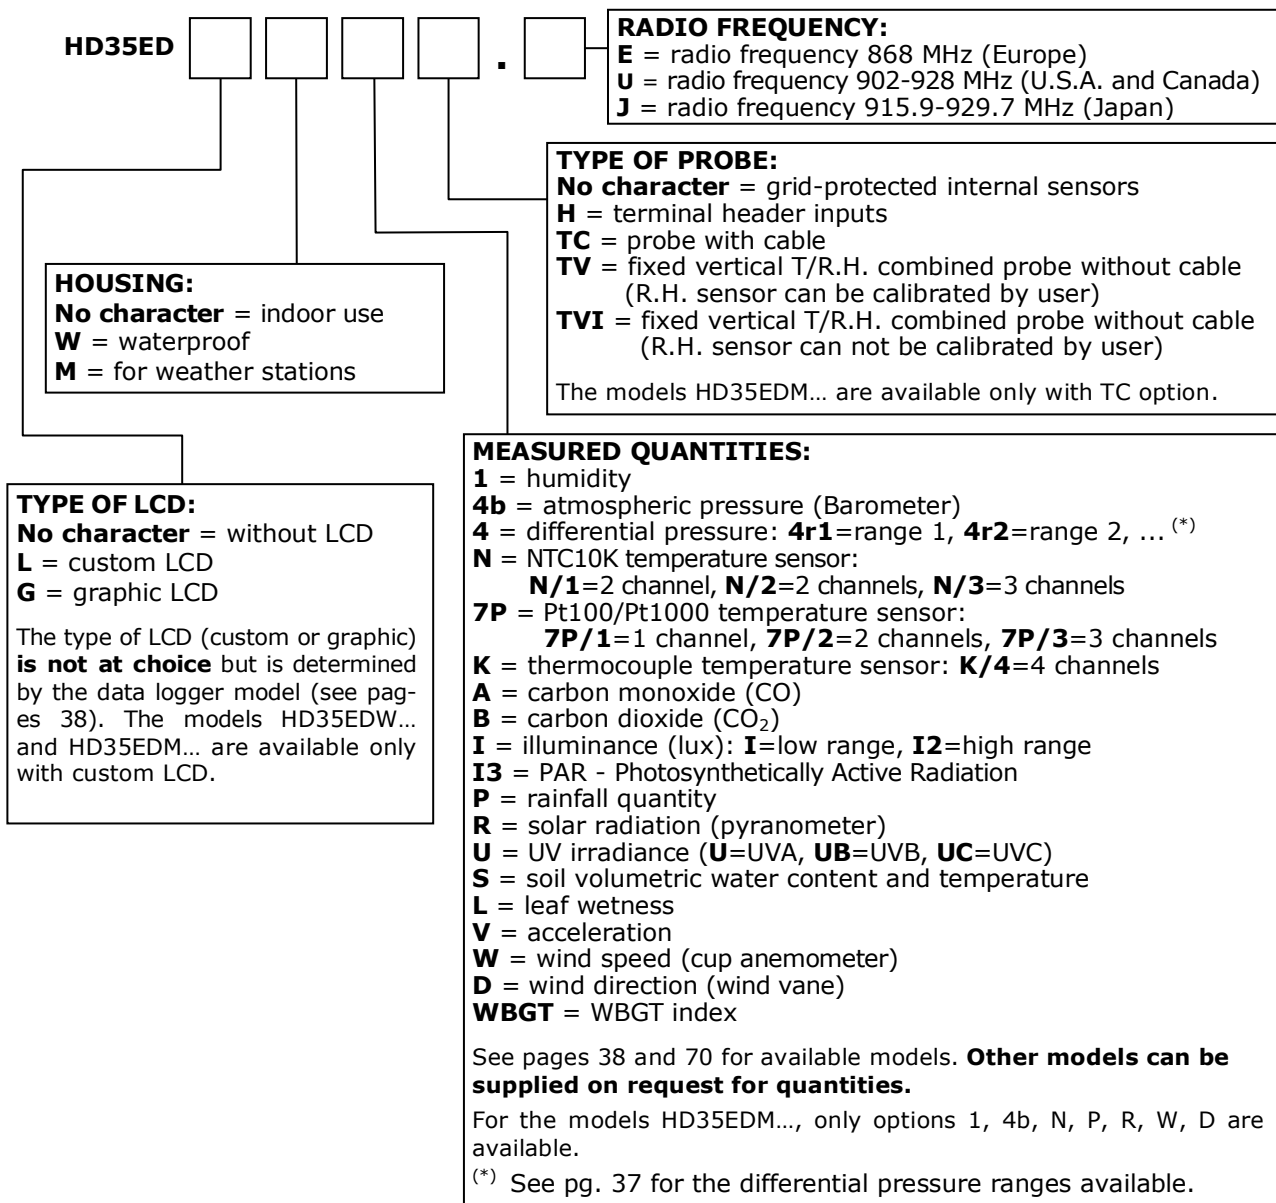 HD35ED .
RADIO FREQUENCY:
E = radio frequency 868 MHz (Europe)
U = radio frequency 902-928 MHz (U.S.A. and Canada)
J = radio frequency 915.9-929.7 MHz (Japan)
TYPE OF PROBE:
No character = grid-protected internal sensors
H = terminal header inputs
TC = probe with cable
TV = fixed vertical T/R.H. combined probe without cable
(R.H. sensor can be calibrated by user)
TVI = fixed vertical T/R.H. combined probe without cable
(R.H. sensor can not be calibrated by user)
The models HD35EDM... are available only with TC option.
HOUSING:
No character = indoor use
W = waterproof
M = for weather stations
TYPE OF LCD:
No character = without LCD
L = custom LCD
G = graphic LCD
The type of LCD (custom or graphic)
is not at choice but is determined
by the data logger model (see pag-
es 38). The models HD35EDW...
and HD35EDM... are available only
with custom LCD.
MEASURED QUANTITIES:
1 = humidity
4b = atmospheric pressure (Barometer)
4 = differential pressure: 4r1=range 1, 4r2=range 2, ... (*)
N = NTC10K temperature sensor:
N/1=2 channel, N/2=2 channels, N/3=3 channels
7P = Pt100/Pt1000 temperature sensor:
7P/1=1 channel, 7P/2=2 channels, 7P/3=3 channels
K = thermocouple temperature sensor: K/4=4 channels
A = carbon monoxide (CO)
B = carbon dioxide (CO₂)
I = illuminance (lux): I=low range, I2=high range
I3 = PAR - Photosynthetically Active Radiation
P = rainfall quantity
R = solar radiation (pyranometer)
U = UV irradiance (U=UVA, UB=UVB, UC=UVC)
S = soil volumetric water content and temperature
L = leaf wetness
V = acceleration
W = wind speed (cup anemometer)
D = wind direction (wind vane)
WBGT = WBGT index
See pages 38 and 70 for available models. Other models can be
supplied on request for quantities.
For the models HD35EDM..., only options 1, 4b, N, P, R, W, D are
available.
(*) See pg. 37 for the differential pressure ranges available.